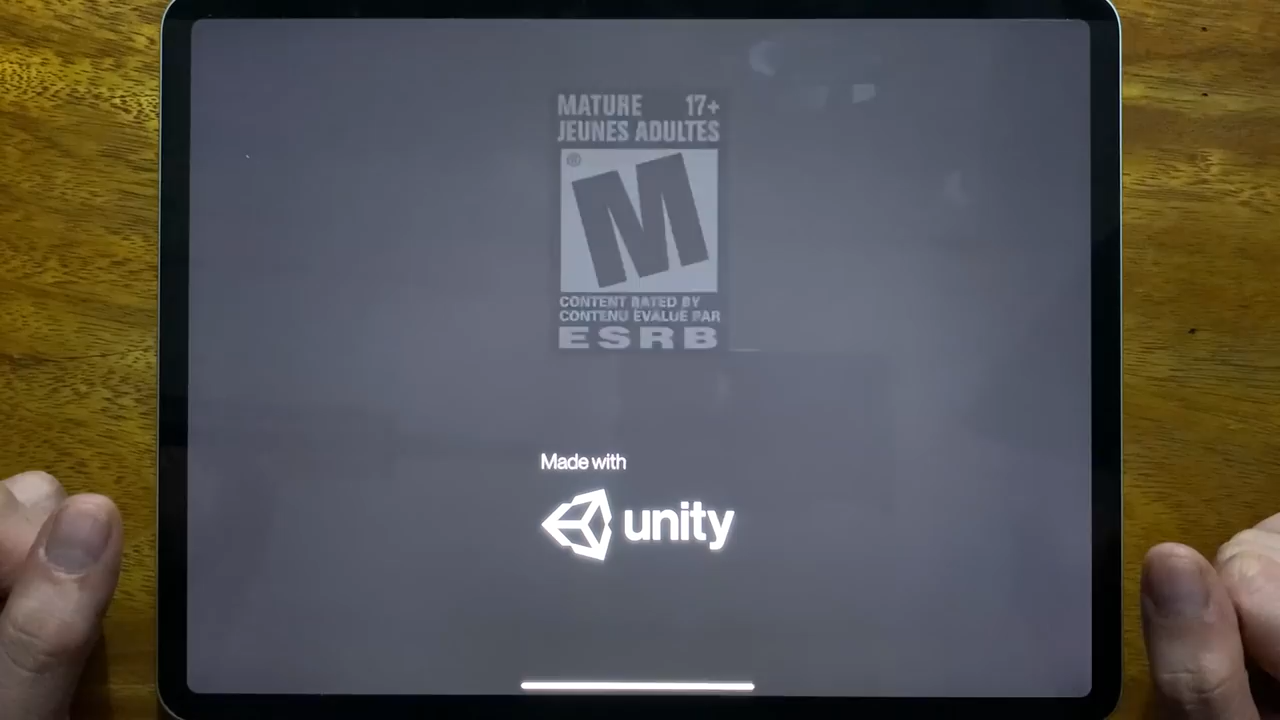 MATURE 17+
JEUNES ADULTES
®
M
CONTENT RATED BY
CONTENU ÉVALUÉ PAR
ESRB
Made with
unity